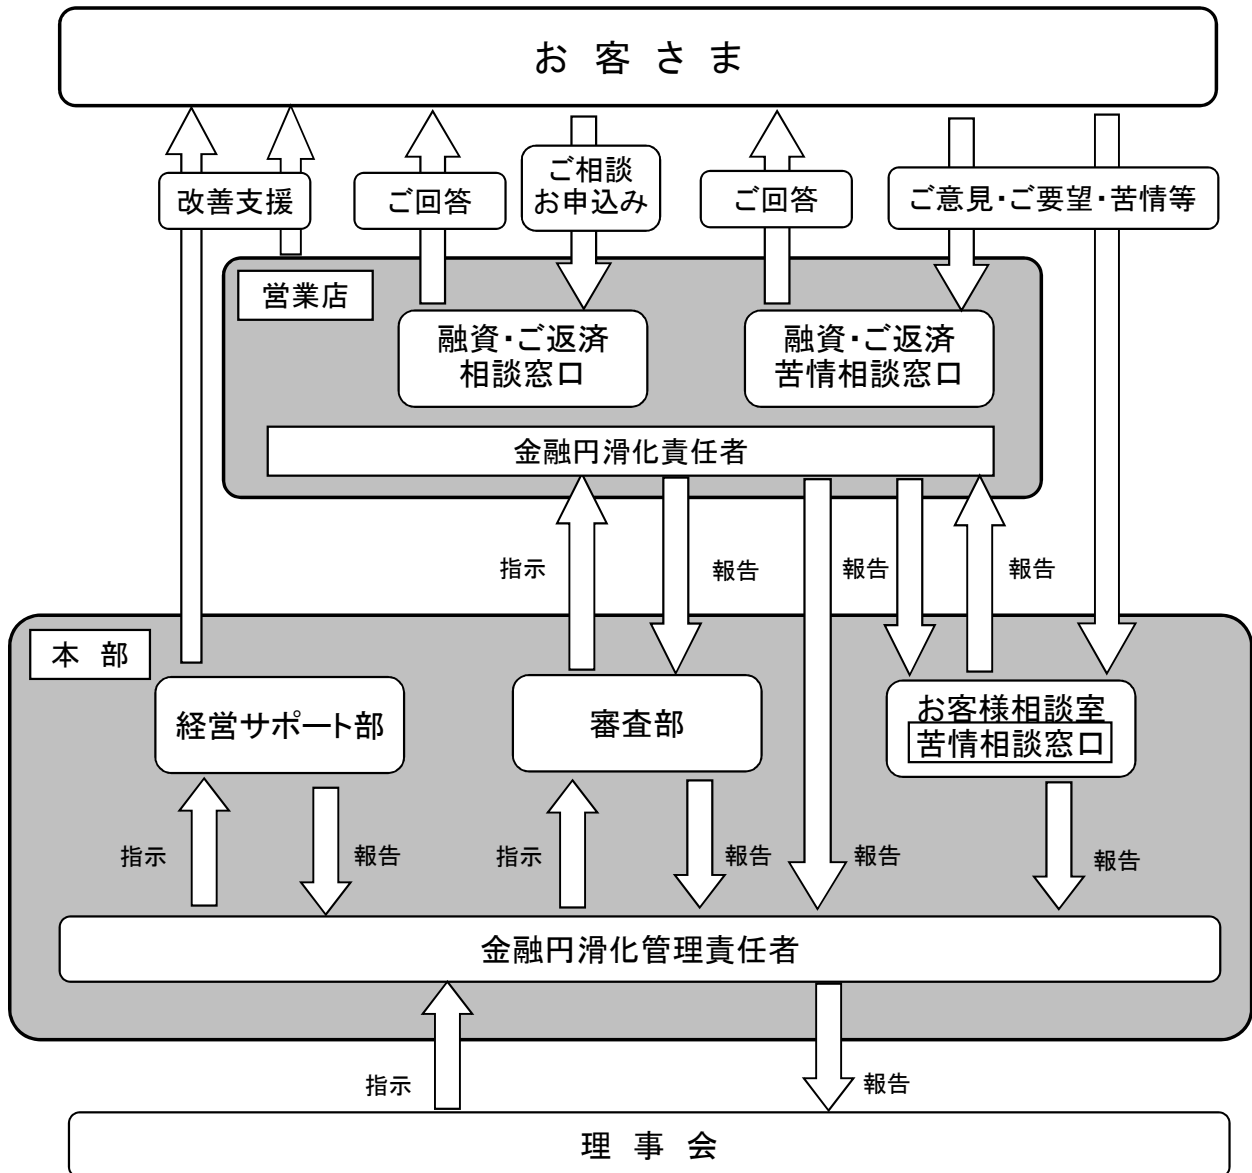 お 客 さ ま
改善支援
ご回答
ご相談
お申込み
ご回答
ご意見・ご要望・苦情等
営業店
融資・ご返済
相談窓口
融資・ご返済
苦情相談窓口
金融円滑化責任者
指示
報告
報告
報告
本 部
経営サポート部
審査部
お客様相談室
苦情相談窓口
指示
報告
指示
報告
報告
報告
金融円滑化管理責任者
指示
報告
理 事 会